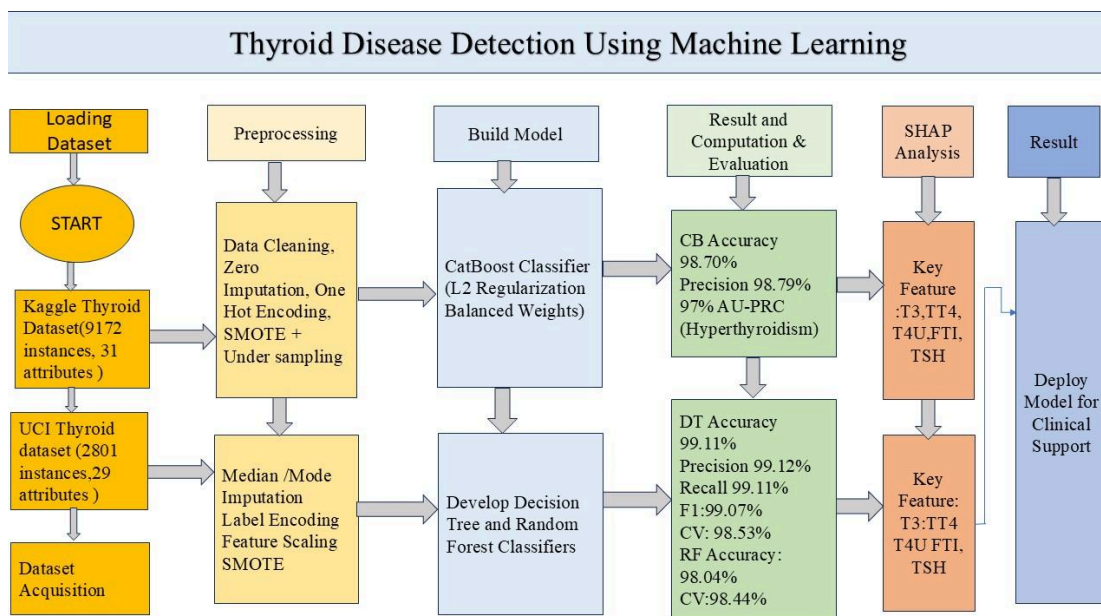 Thyroid Disease Detection Using Machine Learning
Loading
Dataset
START
Kaggle Thyroid
Dataset(9172
instances, 31
attributes )
UCI Thyroid
dataset (2801
instances,29
attributes )
Dataset
Acquisition
Preprocessing
Data Cleaning,
Zero
Imputation, One
Hot Encoding,
SMOTE +
Under sampling
Median /Mode
Imputation
Label Encoding
Feature Scaling
SMOTE
Build Model
CatBoost Classifier
(L2 Regularization
Balanced Weights)
Develop Decision
Tree and Random
Forest Classifiers
Result and
Computation &
Evaluation
CB Accuracy
98.70%
Precision 98.79%
97% AU-PRC
(Hyperthyroidism)
DT Accuracy
99.11%
Precision 99.12%
Recall 99.11%
F1:99.07%
CV: 98.53%
RF Accuracy:
98.04%
CV:98.44%
SHAP
Analysis
Key
Feature
:T3,TT4,
T4U,FTI,
TSH
Key
Feature:
T3:TT4
T4U FTI,
TSH
Result
Deploy
Model for
Clinical
Support